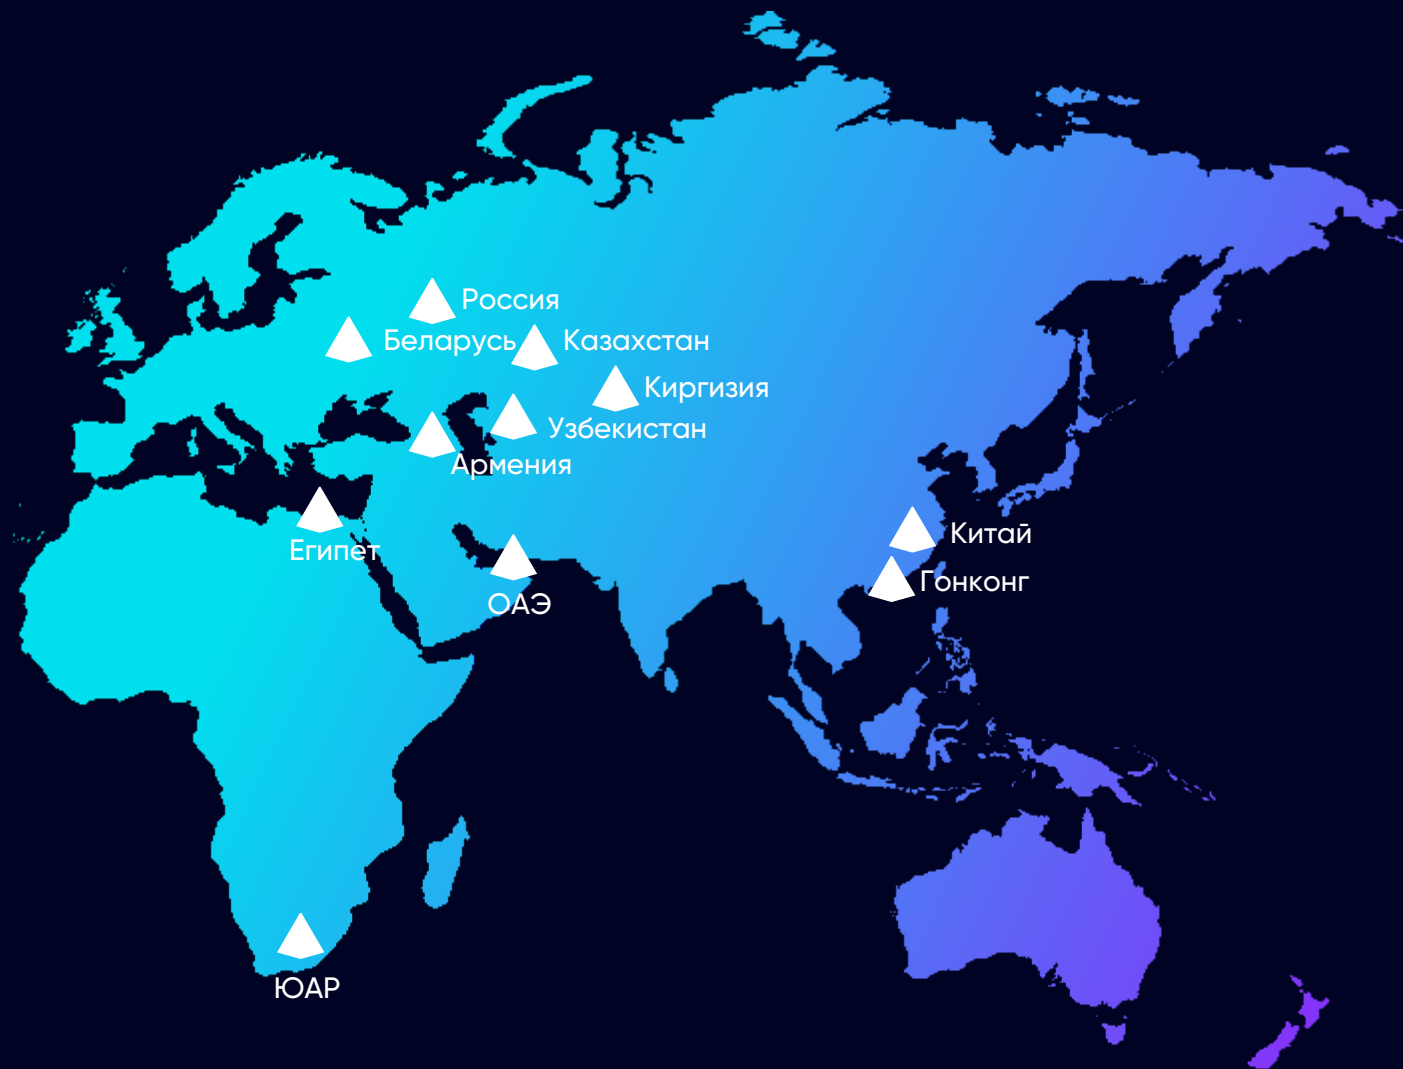 Россия
Беларусь
Казахстан
Киргизия
Узбекистан
Армения
Китай
Египет
Гонконг
ОАЭ
ЮАР